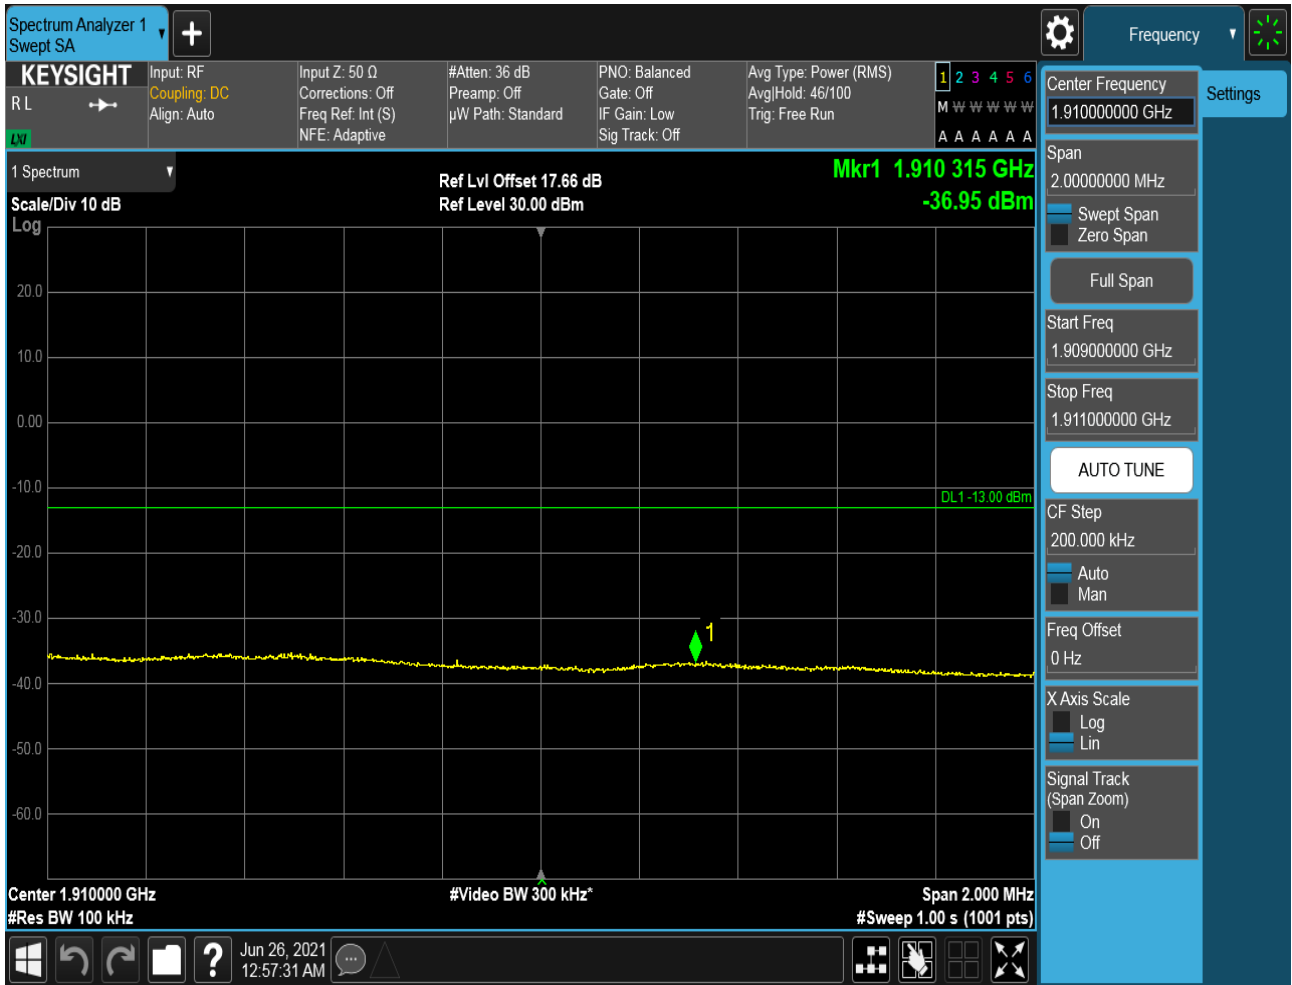 Spectrum Analyzer 1
Swept SA
Frequency
KEYSIGHT
R L
LXI
Input: RF
Coupling: DC
Align: Auto
Input Z: 50 Ω
Corrections: Off
Freq Ref: Int (S)
NFE: Adaptive
#Atten: 36 dB
Preamp: Off
µW Path: Standard
PNO: Balanced
Gate: Off
IF Gain: Low
Sig Track: Off
Avg Type: Power (RMS)
Avg|Hold: 46/100
Trig: Free Run
1 2 3 4 5 6
M W W W W W
A A A A A A
1 Spectrum
Scale/Div 10 dB
Log
Ref Lvl Offset 17.66 dB
Ref Level 30.00 dBm
Mkr1 1.910 315 GHz
-36.95 dBm
20.0
10.0
0.00
-10.0
DL1 -13.00 dBm
-20.0
-30.0
1
-40.0
-50.0
-60.0
Center 1.910000 GHz
#Video BW 300 kHz*
Span 2.000 MHz
#Res BW 100 kHz
#Sweep 1.00 s (1001 pts)
?
Jun 26, 2021
12:57:31 AM
Center Frequency
1.910000000 GHz
Settings
Span
2.00000000 MHz
Swept Span
Zero Span
Full Span
Start Freq
1.909000000 GHz
Stop Freq
1.911000000 GHz
AUTO TUNE
CF Step
200.000 kHz
Auto
Man
Freq Offset
0 Hz
X Axis Scale
Log
Lin
Signal Track
(Span Zoom)
On
Off